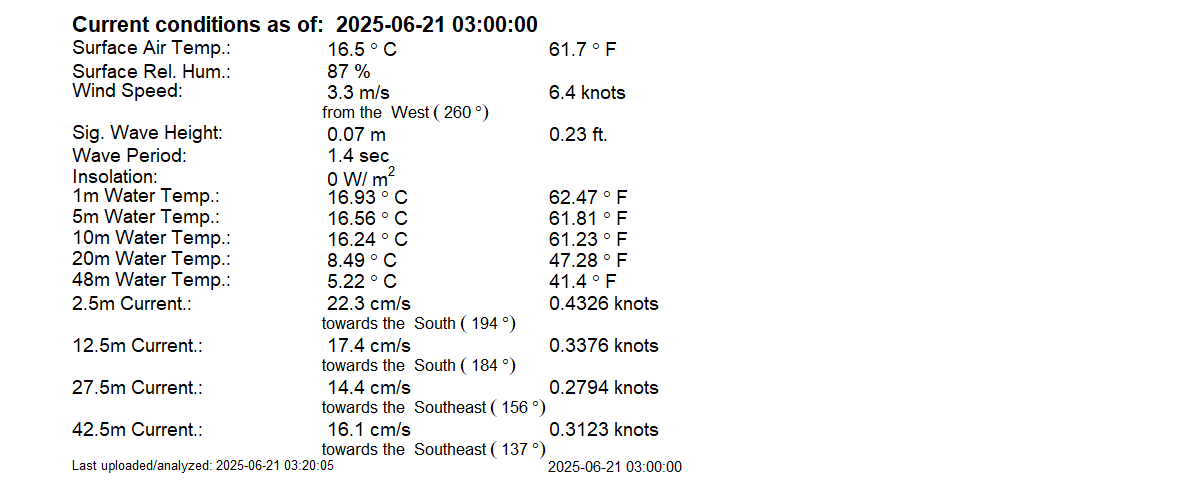 Current conditions as of:  2025-06-21 03:00:00
Surface Air Temp.: 16.5 ° C 61.7 ° F
Surface Rel. Hum.: 87 %
Wind Speed: 3.3 m/s 6.4 knots
from the  West ( 260 °)
Sig. Wave Height: 0.07 m 0.23 ft.
Wave Period: 1.4 sec
Insolation: 0 W/ m²
1m Water Temp.: 16.93 ° C 62.47 ° F
5m Water Temp.: 16.56 ° C 61.81 ° F
10m Water Temp.: 16.24 ° C 61.23 ° F
20m Water Temp.: 8.49 ° C 47.28 ° F
48m Water Temp.: 5.22 ° C 41.4 ° F
2.5m Current.: 22.3 cm/s 0.4326 knots
towards the  South ( 194 °)
12.5m Current.: 17.4 cm/s 0.3376 knots
towards the  South ( 184 °)
27.5m Current.: 14.4 cm/s 0.2794 knots
towards the  Southeast ( 156 °)
42.5m Current.: 16.1 cm/s 0.3123 knots
towards the  Southeast ( 137 °)
Last uploaded/analyzed: 2025-06-21 03:20:05 2025-06-21 03:00:00